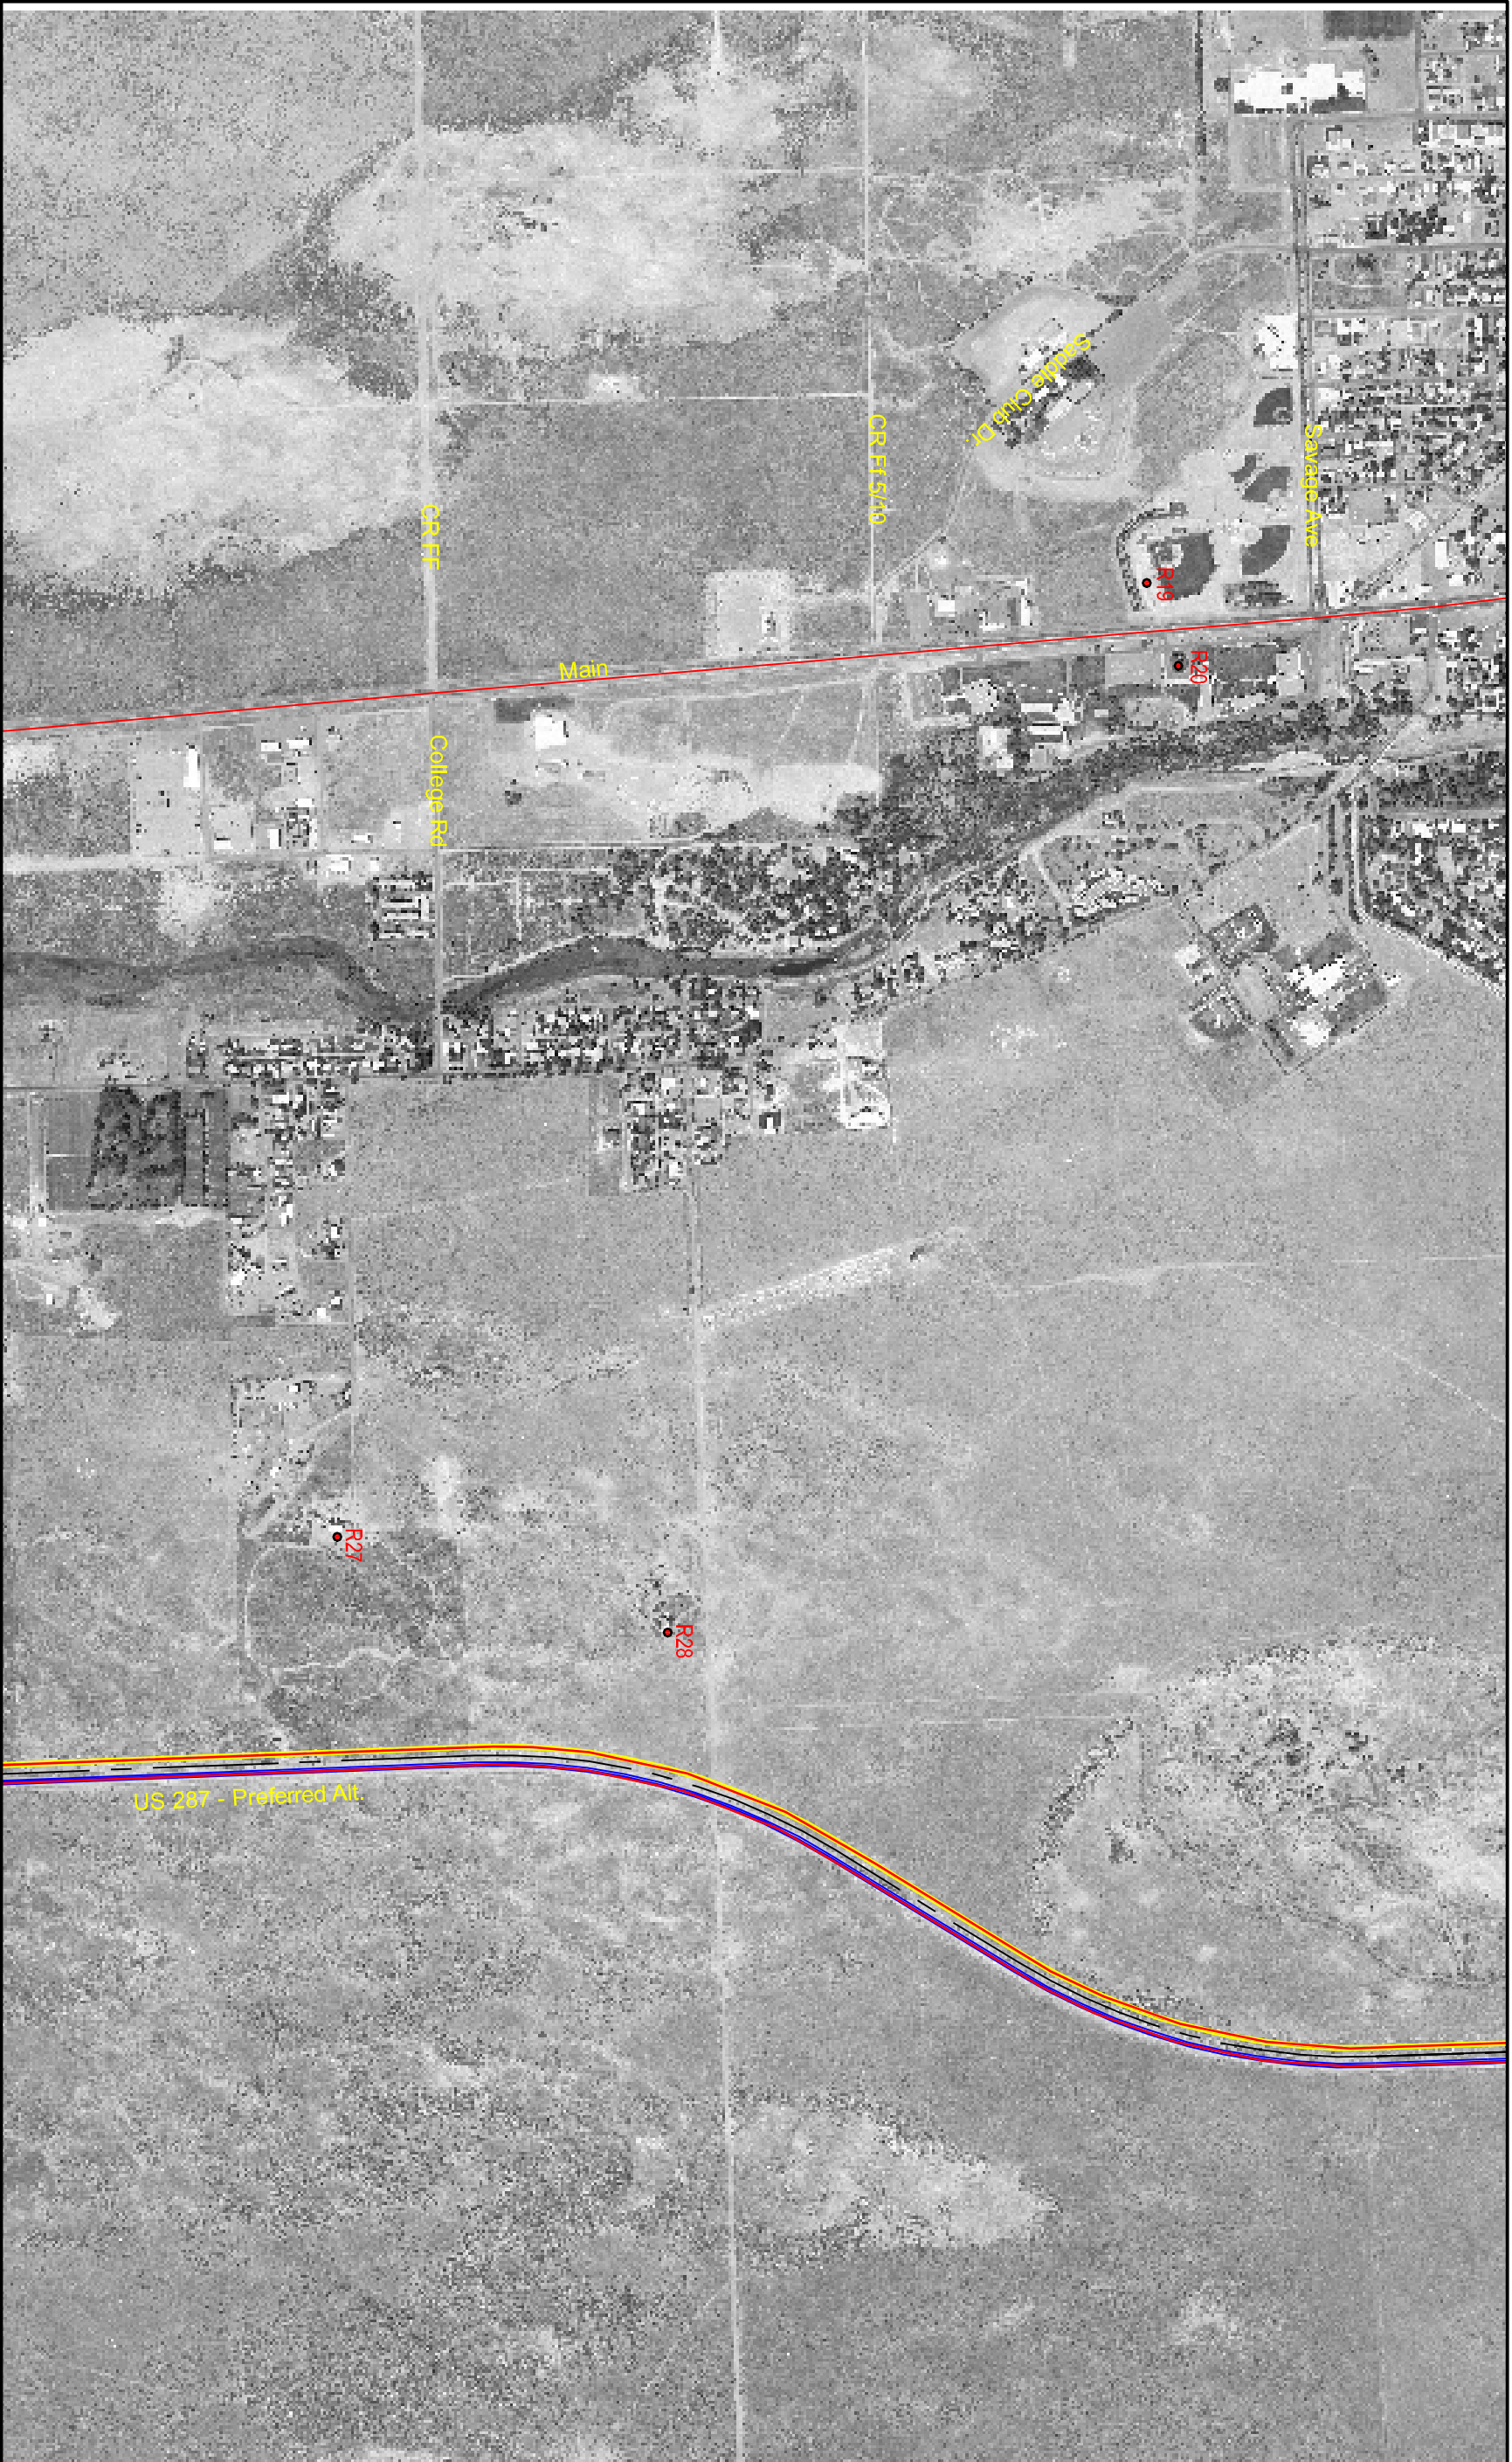 Saddle Club Dr.
CR Ff 5/10
Savage Ave
CR FF
R19
R20
Main
College Rd
R27
R28
US 287 - Preferred Alt.